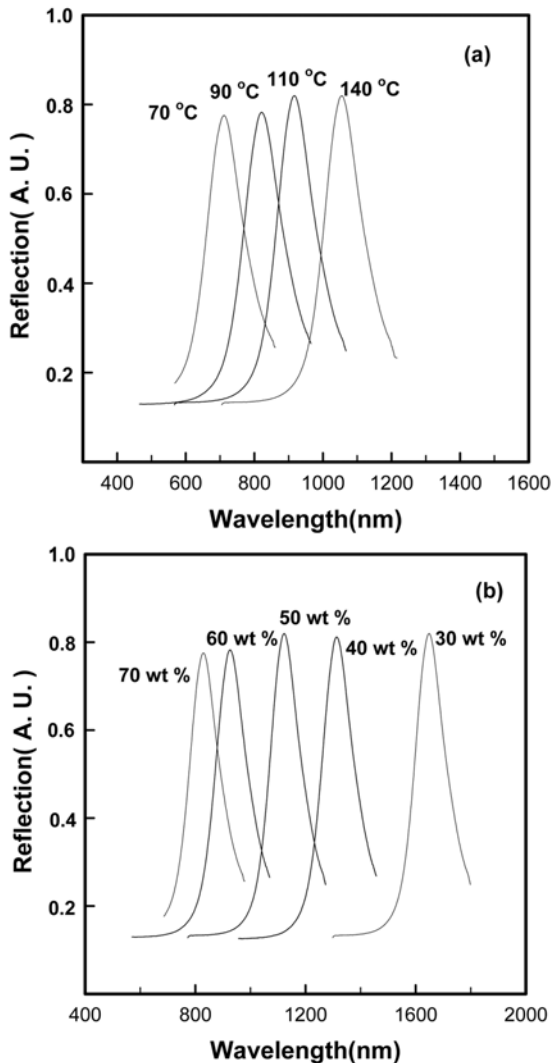 1.0
(a)
110 °C
90 °C
140 °C
70 °C
0.8
0.6
0.4
0.2
Reflection( A. U. )
400 600 800 1000 1200 1400 1600
Wavelength(nm)
1.0
(b)
50 wt %
60 wt %
40 wt %
30 wt %
70 wt %
0.8
0.6
0.4
0.2
Reflection( A. U. )
400 800 1200 1600 2000
Wavelength(nm)